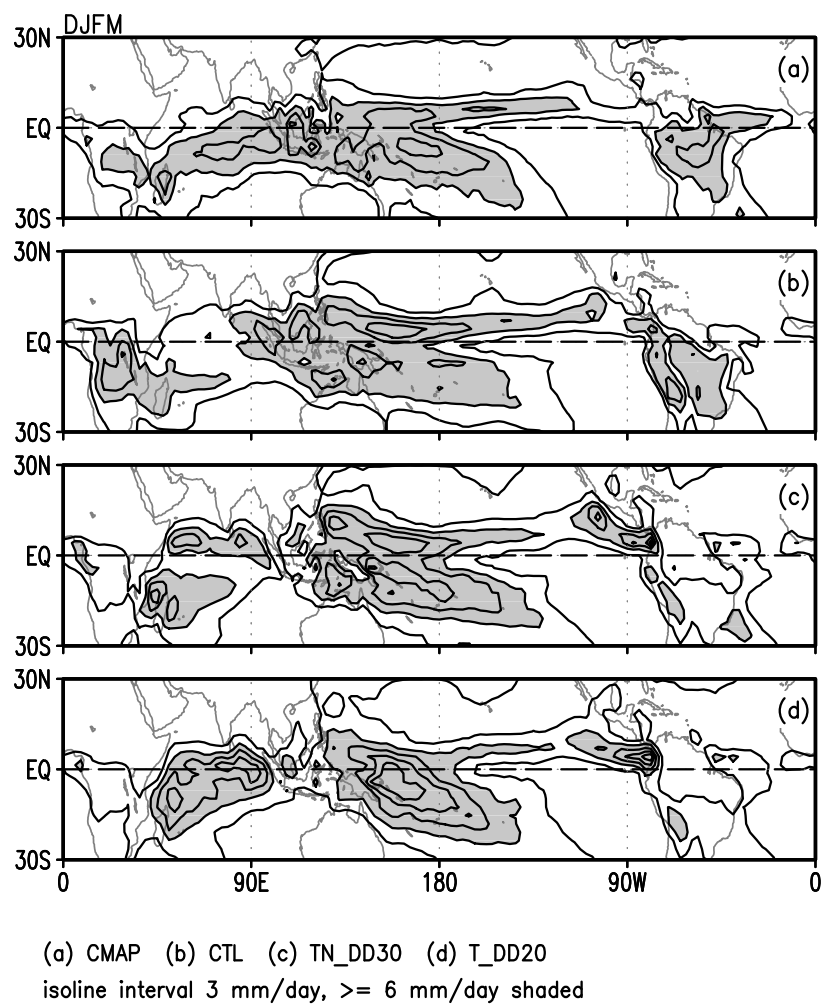 DJFM
30N
(a)
EQ
30S
30N
(b)
EQ
30S
30N
(c)
EQ
30S
30N
(d)
EQ
30S
0 90E 180 90W 0
(a) CMAP (b) CTL (c) TN_DD30 (d) T_DD20
isoline interval 3 mm/day, >= 6 mm/day shaded